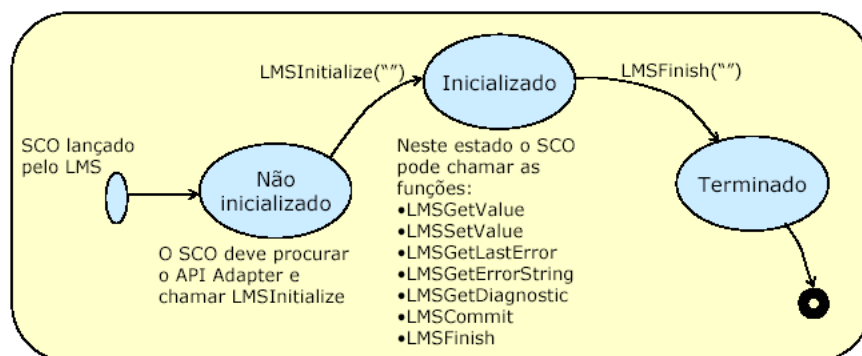 SCO lançado
pelo LMS
Não
inicializado
O SCO deve procurar
o API Adapter e
chamar LMSInitialize
LMSInitialize(“”)
Inicializado
Neste estado o SCO
pode chamar as
funções:
•LMSGetValue
•LMSSetValue
•LMSGetLastError
•LMSGetErrorString
•LMSGetDiagnostic
•LMSCommit
•LMSFinish
LMSFinish(“”)
Terminado